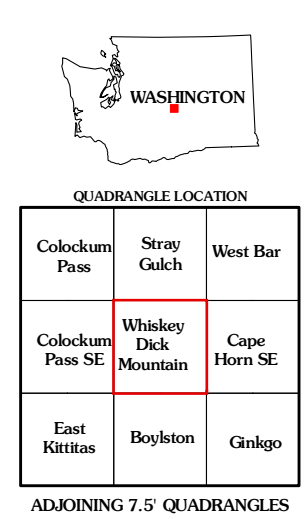 WASHINGTON
QUADRANGLE LOCATION
Colockum
Pass
Stray
Gulch
West Bar
Colockum
Pass SE
Whiskey
Dick
Mountain
Cape
Horn SE
East
Kittitas
Boylston
Ginkgo
ADJOINING 7.5' QUADRANGLES